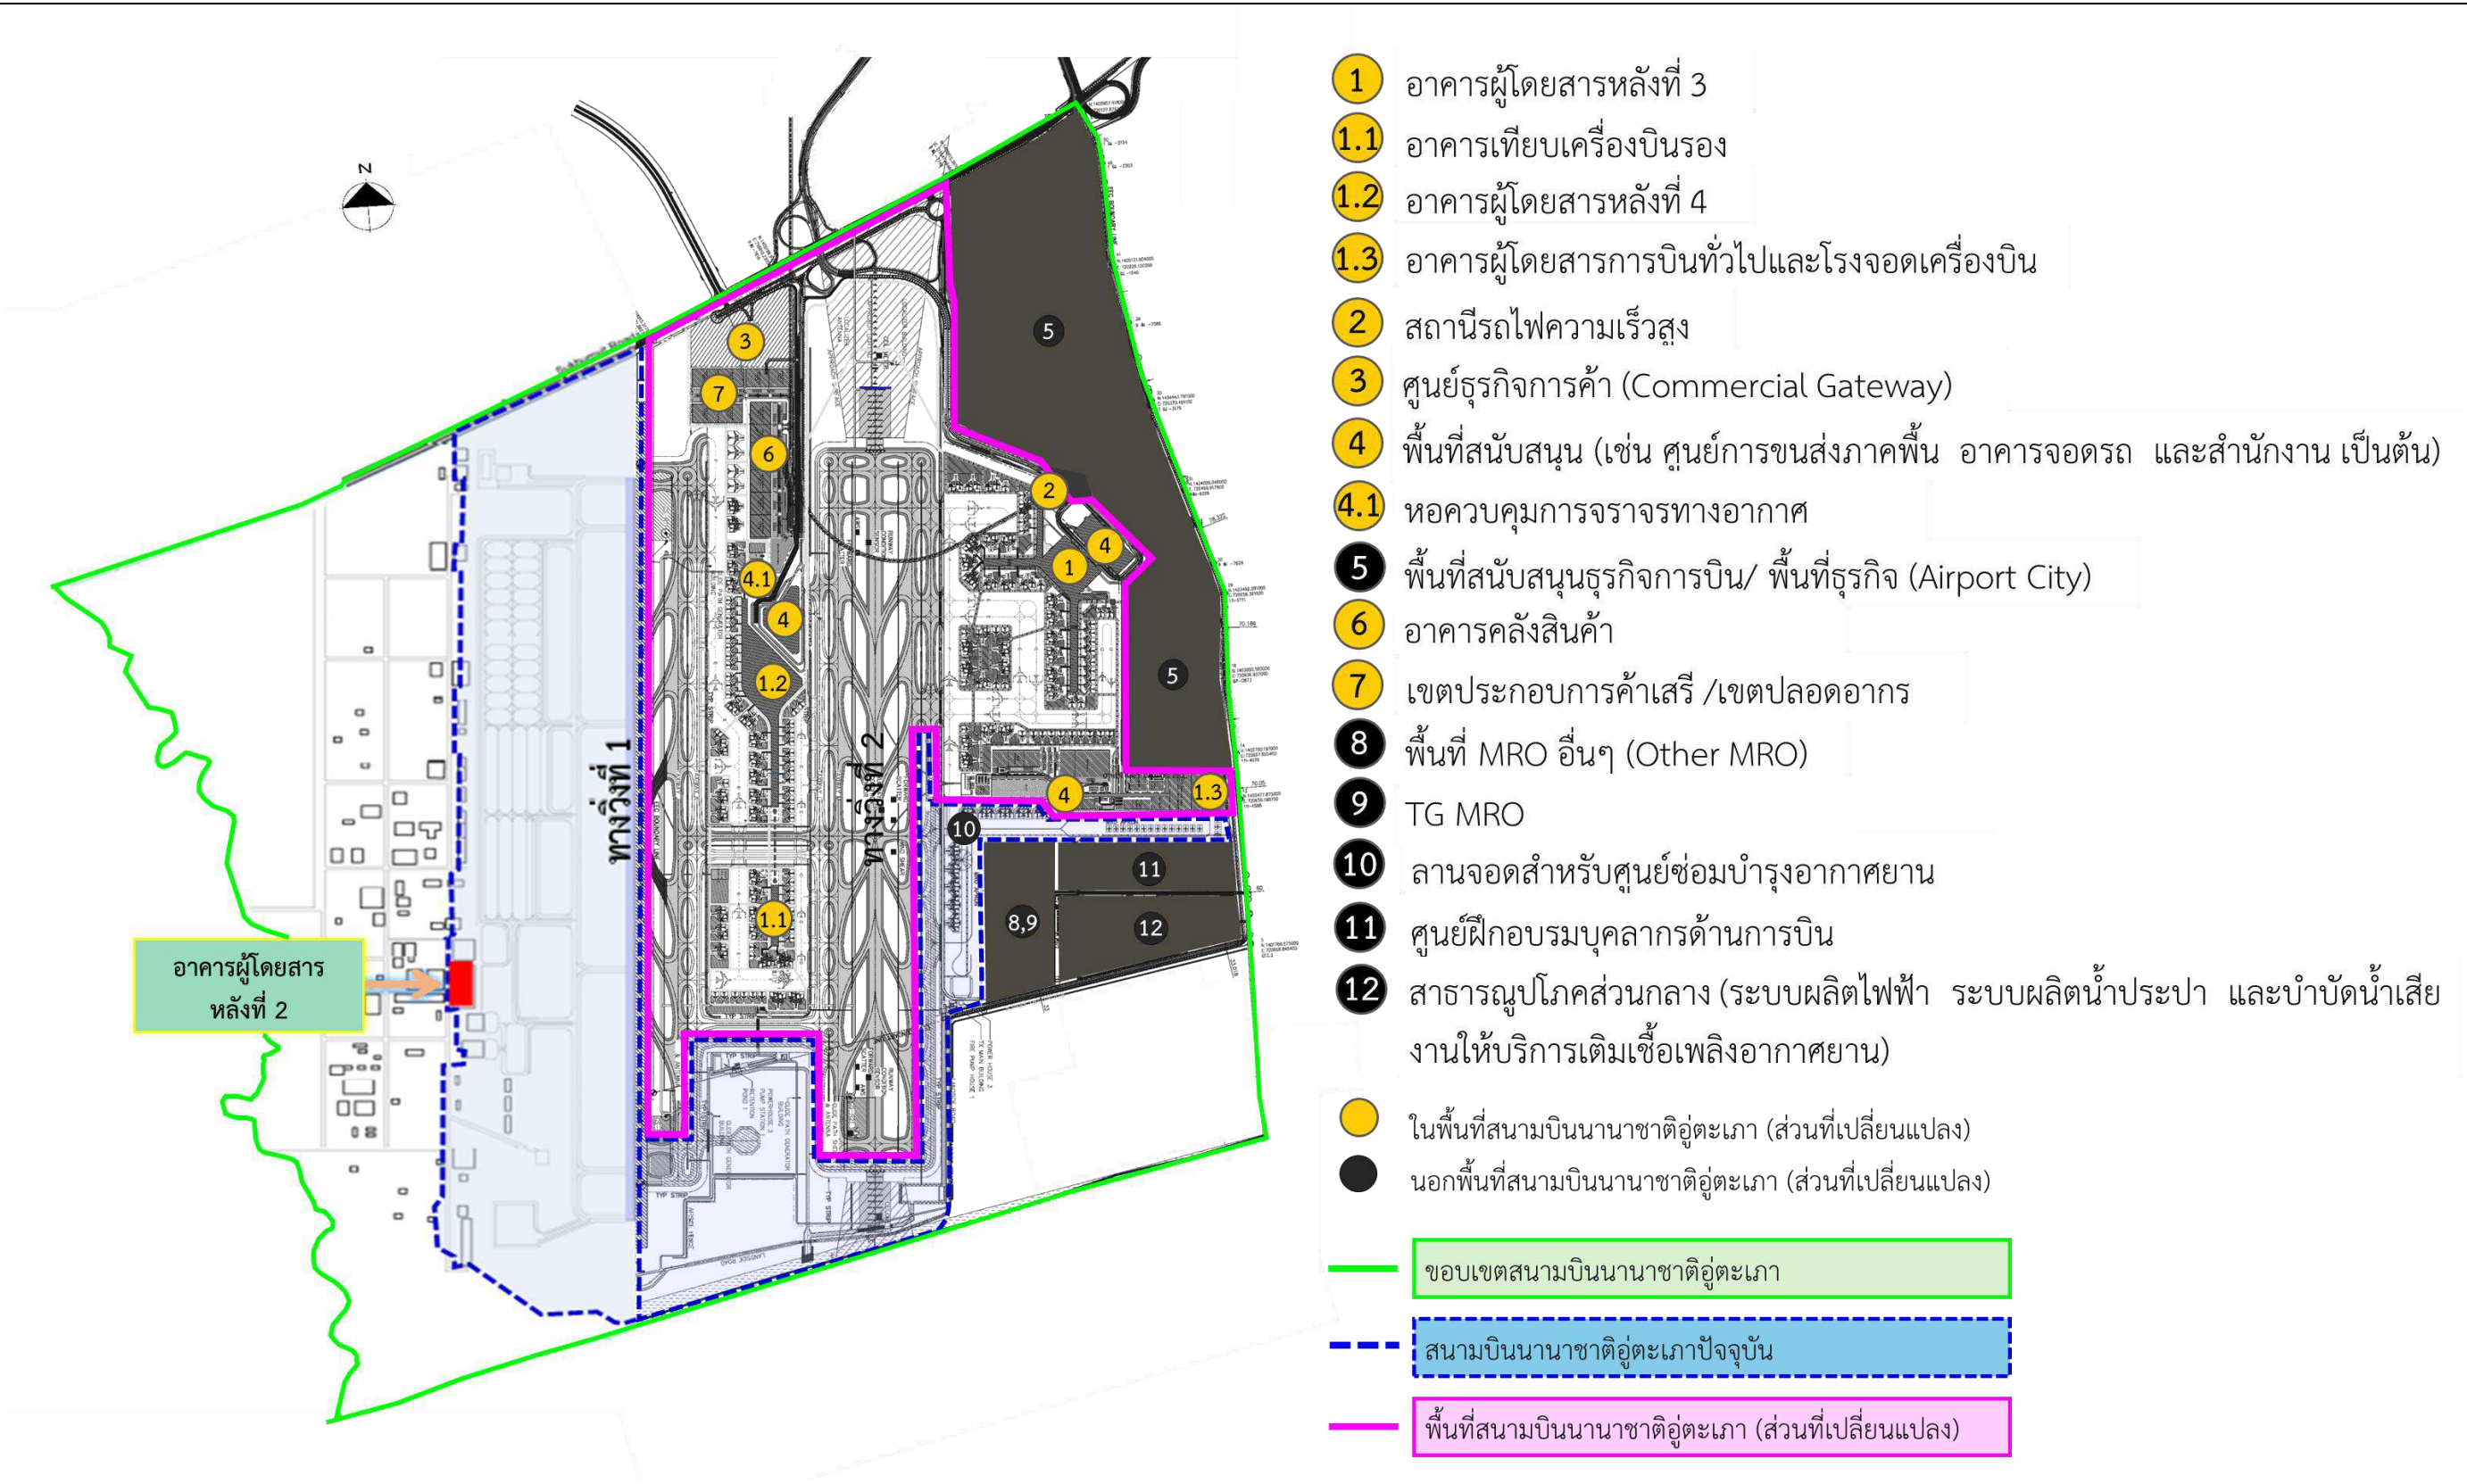 N
3
7
6
4.1
4
1.2
1.1
5
2
4
1
5
4
1.3
10
11
8,9
12
ทางวิ่งที่ 1
ทางวิ่งที่ 2
อาคารผู้โดยสาร
หลังที่ 2
1 อาคารผู้โดยสารหลังที่ 3
1.1 อาคารเทียบเครื่องบินรอง
1.2 อาคารผู้โดยสารหลังที่ 4
1.3 อาคารผู้โดยสารการบินทั่วไปและโรงจอดเครื่องบิน
2 สถานีรถไฟความเร็วสูง
3 ศูนย์ธุรกิจการค้า (Commercial Gateway)
4 พื้นที่สนับสนุน (เช่น ศูนย์การขนส่งภาคพื้น อาคารจอดรถ และสำนักงาน เป็นต้น)
4.1 หอควบคุมการจราจรทางอากาศ
5 พื้นที่สนับสนุนธุรกิจการบิน/ พื้นที่ธุรกิจ (Airport City)
6 อาคารคลังสินค้า
7 เขตประกอบการค้าเสรี /เขตปลอดอากร
8 พื้นที่ MRO อื่นๆ (Other MRO)
9 TG MRO
10 ลานจอดสำหรับศูนย์ซ่อมบำรุงอากาศยาน
11 ศูนย์ฝึกอบรมบุคลากรด้านการบิน
12 สาธารณูปโภคส่วนกลาง (ระบบผลิตไฟฟ้า ระบบผลิตน้ำประปา และบำบัดน้ำเสีย
งานให้บริการเติมเชื้อเพลิงอากาศยาน)
ในพื้นที่สนามบินนานาชาติอู่ตะเภา (ส่วนที่เปลี่ยนแปลง)
นอกพื้นที่สนามบินนานาชาติอู่ตะเภา (ส่วนที่เปลี่ยนแปลง)
ขอบเขตสนามบินนานาชาติอู่ตะเภา
สนามบินนานาชาติอู่ตะเภาปัจจุบัน
พื้นที่สนามบินนานาชาติอู่ตะเภา (ส่วนที่เปลี่ยนแปลง)